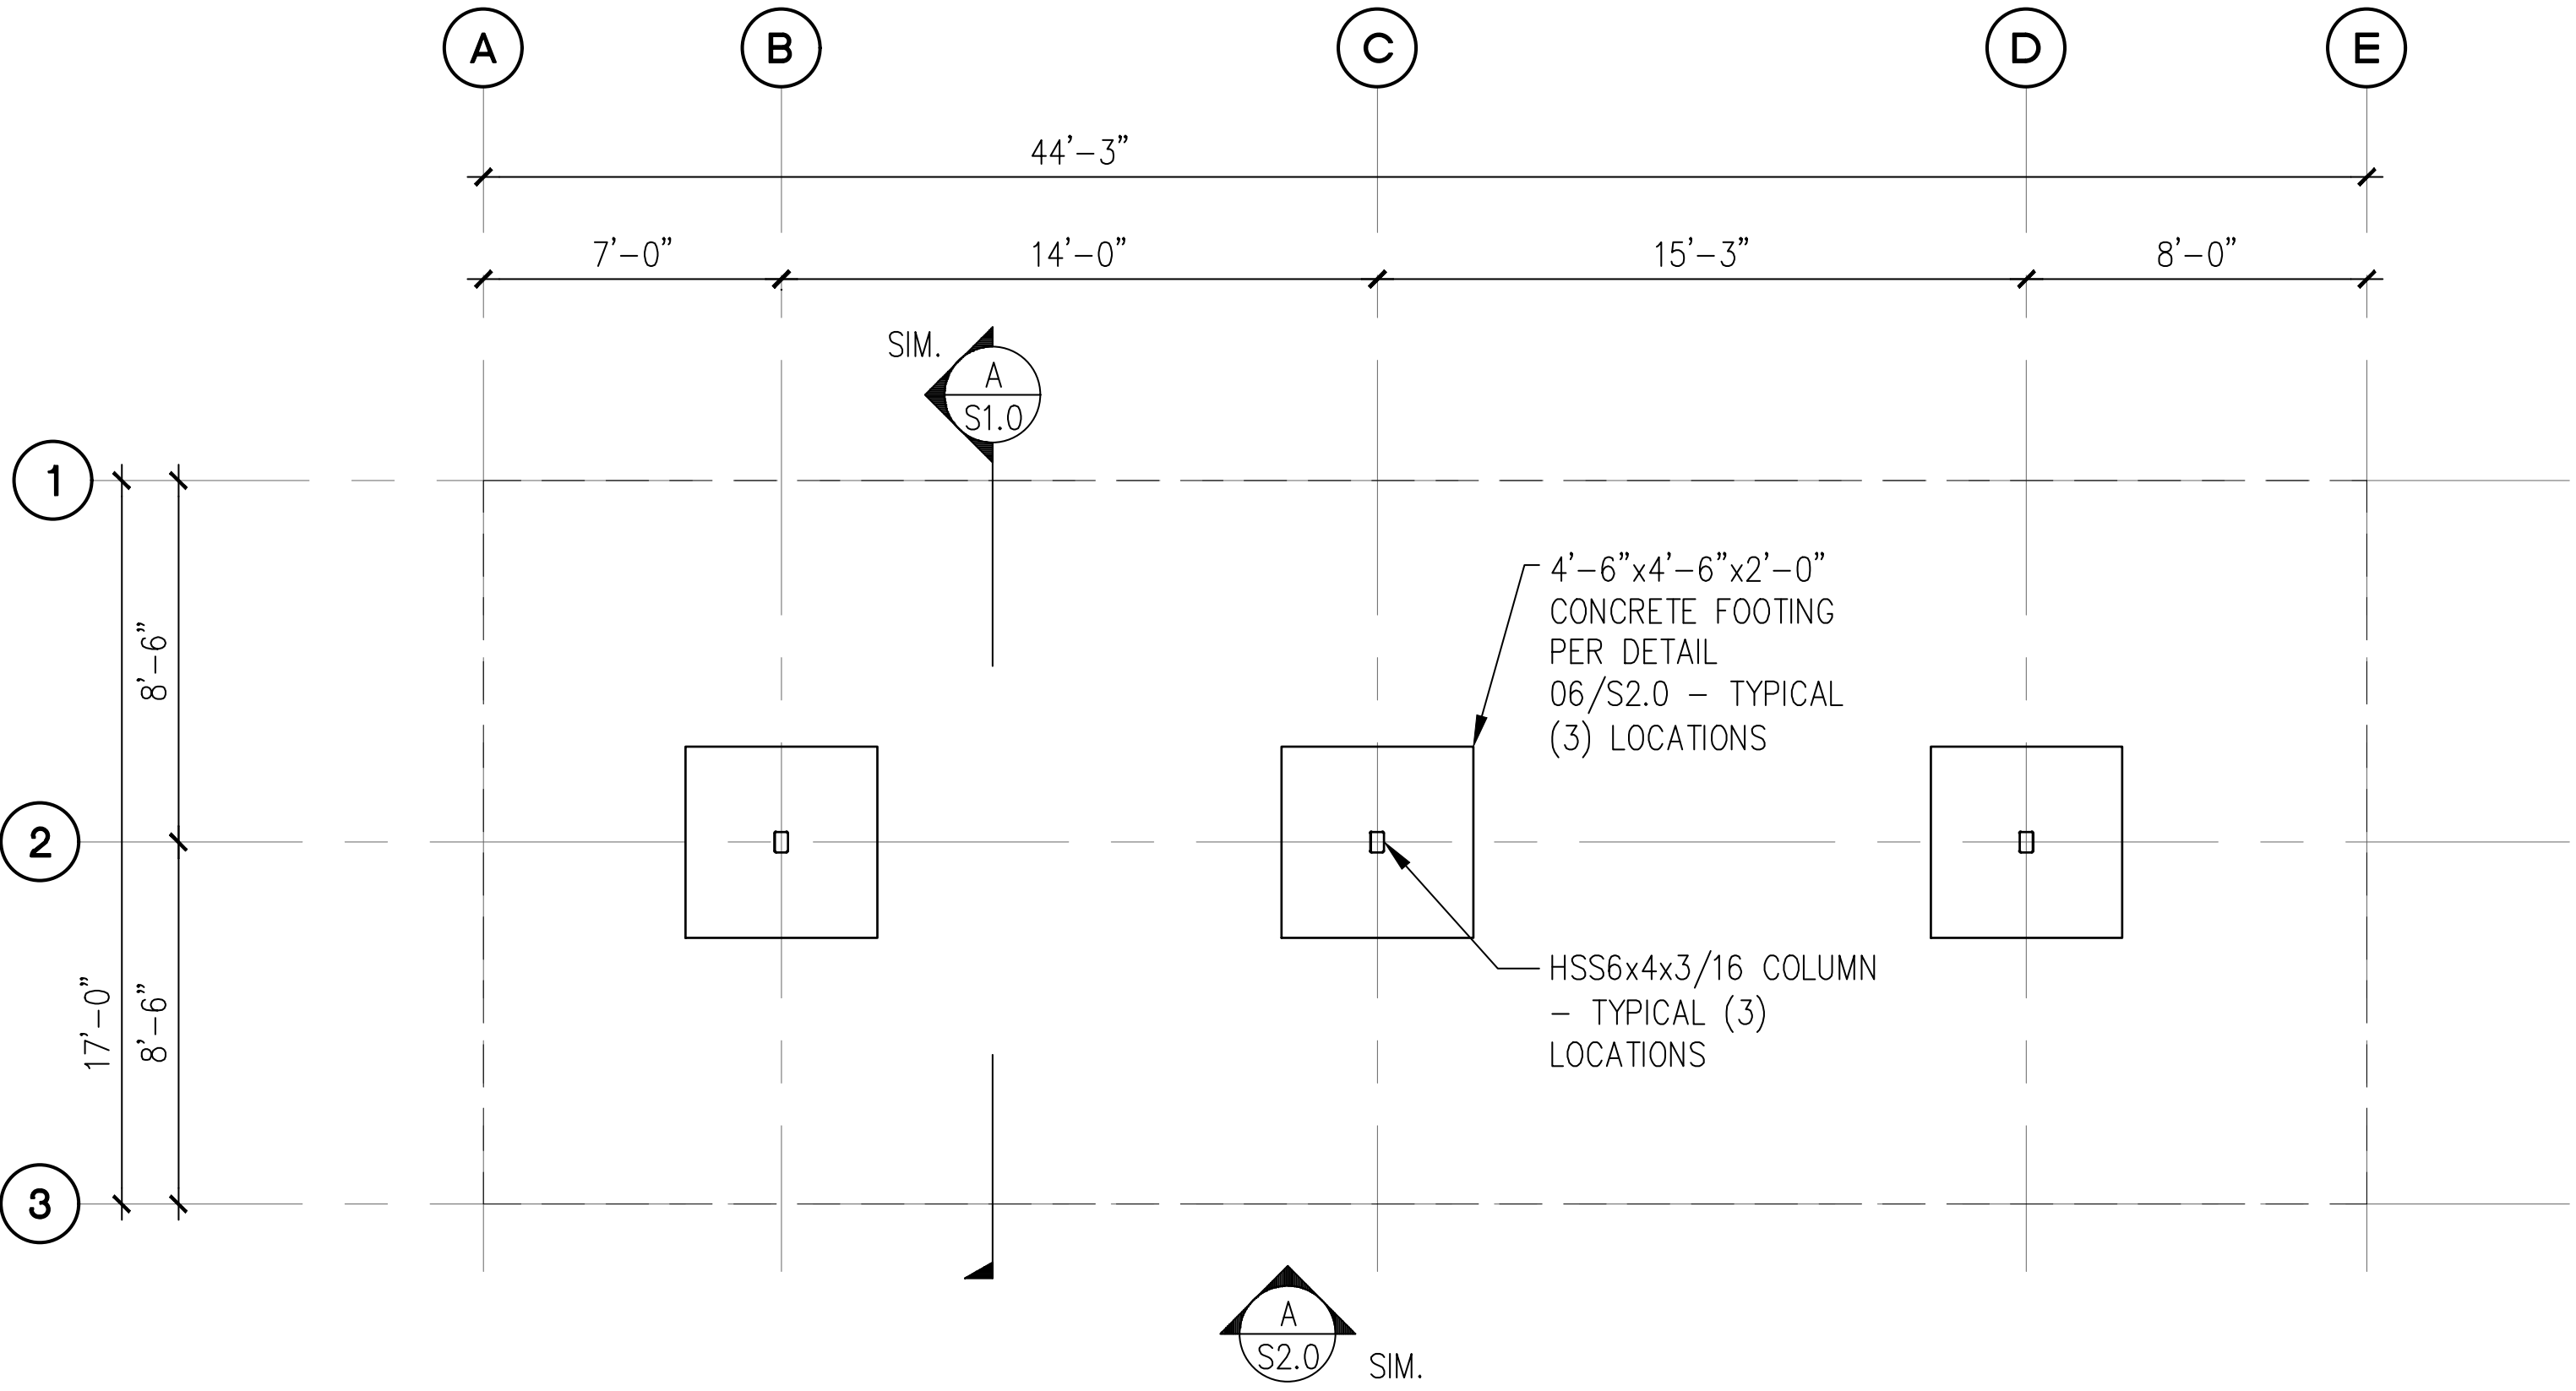 A B C D E
44'-3"
7'-0" 14'-0" 15'-3" 8'-0"
SIM.
A
S1.0
1
4'-6"x4'-6"x2'-0"
CONCRETE FOOTING
PER DETAIL
06/S2.0 - TYPICAL
(3) LOCATIONS
8'-6"
2
HSS6x4x3/16 COLUMN
- TYPICAL (3)
LOCATIONS
17'-0"
8'-6"
3
A
S2.0
SIM.